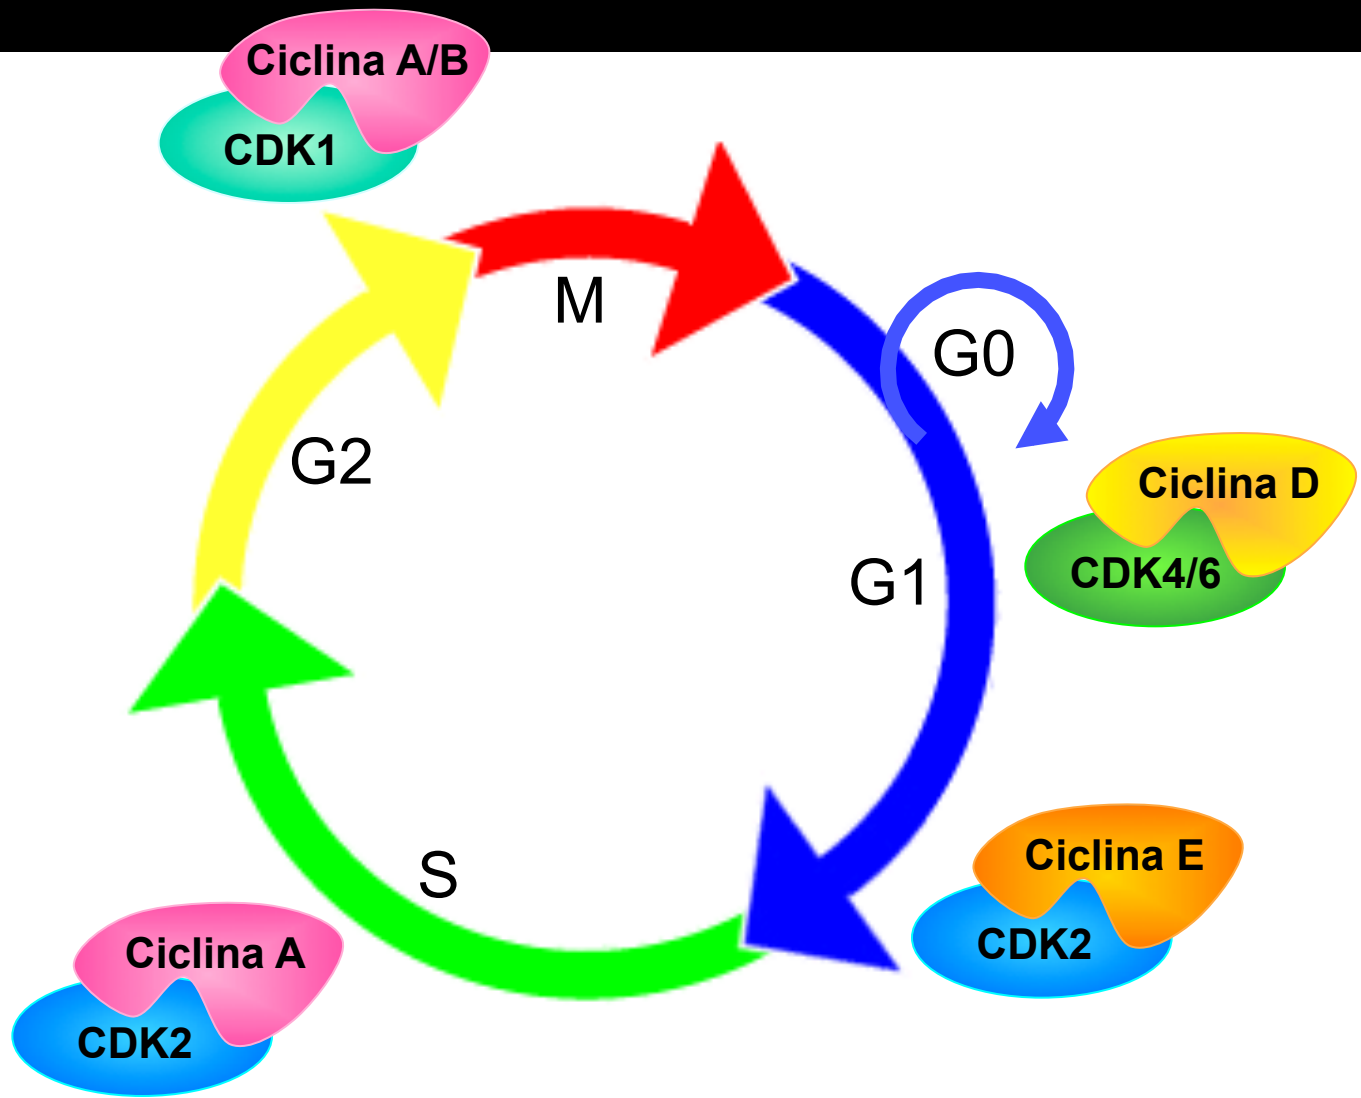 Ciclina A/B
CDK1
M
G0
G2
Ciclina D
CDK4/6
G1
S
Ciclina E
CDK2
Ciclina A
CDK2